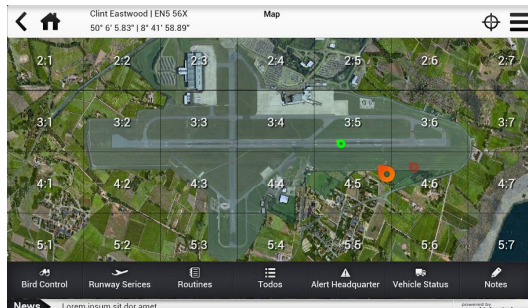 Clint Eastwood | EN5 56X
Map
50° 6' 5.83" | 8° 41' 58.89"
2:1 2:2 2:3 2:4 2:5 2:6 2:7
3:1 3:2 3:3 3:4 3:5 3:6 3:7
4:1 4:2 4:3 4:4 4:5 4:6 4:7
5:1 5:2 5:3 5:4 5:5 5:6 5:7
Bird Control Runway Serices Routines Todos Alert Headquarter Vehicle Status Notes
News Lorem ipsum sit dor amet
powered by